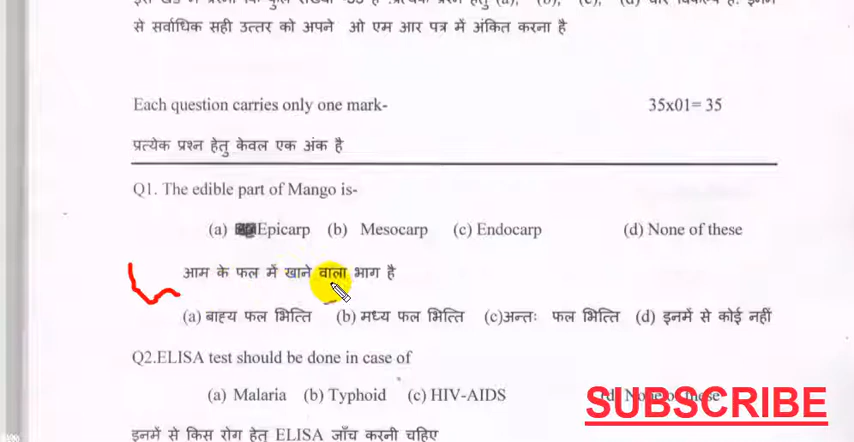 से सर्वाधिक सही उत्तर को अपने ओ एम आर पत्र में अंकित करना है
Each question carries only one mark- 35x01= 35
प्रत्येक प्रश्न हेतु केवल एक अंक है
Q1. The edible part of Mango is-
(a) Epicarp (b) Mesocarp (c) Endocarp (d) None of these
आम के फल में खाने वाला भाग है
(a) बाह्य फल भित्ति (b) मध्य फल भित्ति (c)अन्तः फल भित्ति (d) इनमें से कोई नहीं
Q2.ELISA test should be done in case of
(a) Malaria (b) Typhoid (c) HIV-AIDS (d) None of these
SUBSCRIBE
इनमें से किस रोग हेतु ELISA जाँच करनी चहिए